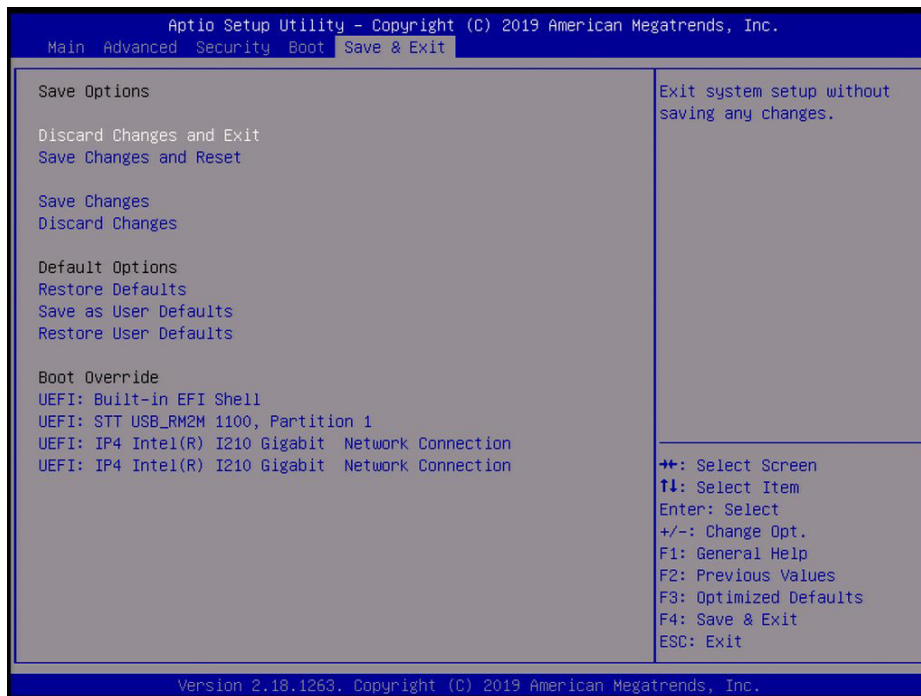 Aptio Setup Utility – Copyright (C) 2019 American Megatrends, Inc.
Main Advanced Security Boot Save & Exit
Save Options
Discard Changes and Exit
Save Changes and Reset
Save Changes
Discard Changes
Default Options
Restore Defaults
Save as User Defaults
Restore User Defaults
Boot Override
UEFI: Built-in EFI Shell
UEFI: STT USB_RM2M 1100, Partition 1
UEFI: IP4 Intel(R) I210 Gigabit  Network Connection
UEFI: IP4 Intel(R) I210 Gigabit  Network Connection
Exit system setup without
saving any changes.
→←: Select Screen
↑↓: Select Item
Enter: Select
+/-: Change Opt.
F1: General Help
F2: Previous Values
F3: Optimized Defaults
F4: Save & Exit
ESC: Exit
Version 2.18.1263. Copyright (C) 2019 American Megatrends, Inc.